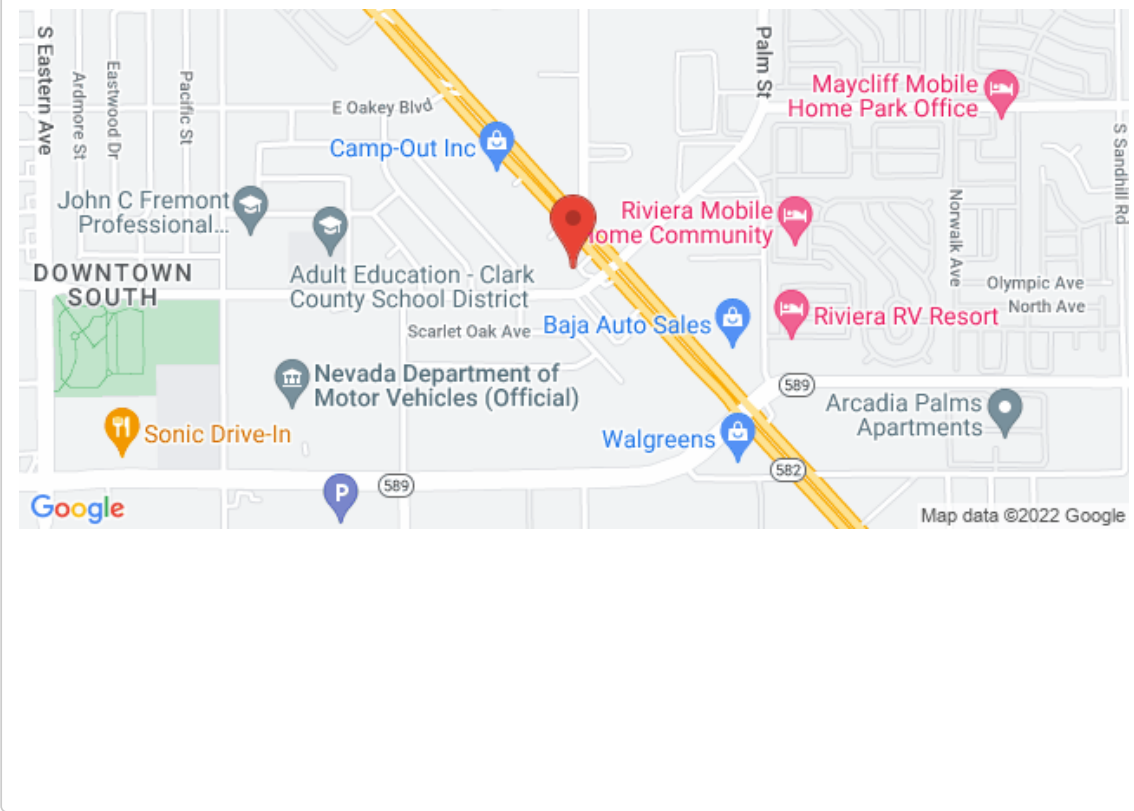 S Eastern Ave
Ardmore St
Eastwood Dr
Pacific St
E Oakey Blvd
Palm St
Maycliff Mobile
Home Park Office
S Sandhill Rd
Camp-Out Inc
John C Fremont
Professional...
Riviera Mobile
ome Community
Norwalk Ave
DOWNTOWN
SOUTH
Adult Education - Clark
County School District
Olympic Ave
North Ave
Scarlet Oak Ave
Baja Auto Sales
Riviera RV Resort
Nevada Department of
Motor Vehicles (Official)
589
Arcadia Palms
Apartments
Sonic Drive-In
Walgreens
582
P
589
Google
Map data ©2022 Google